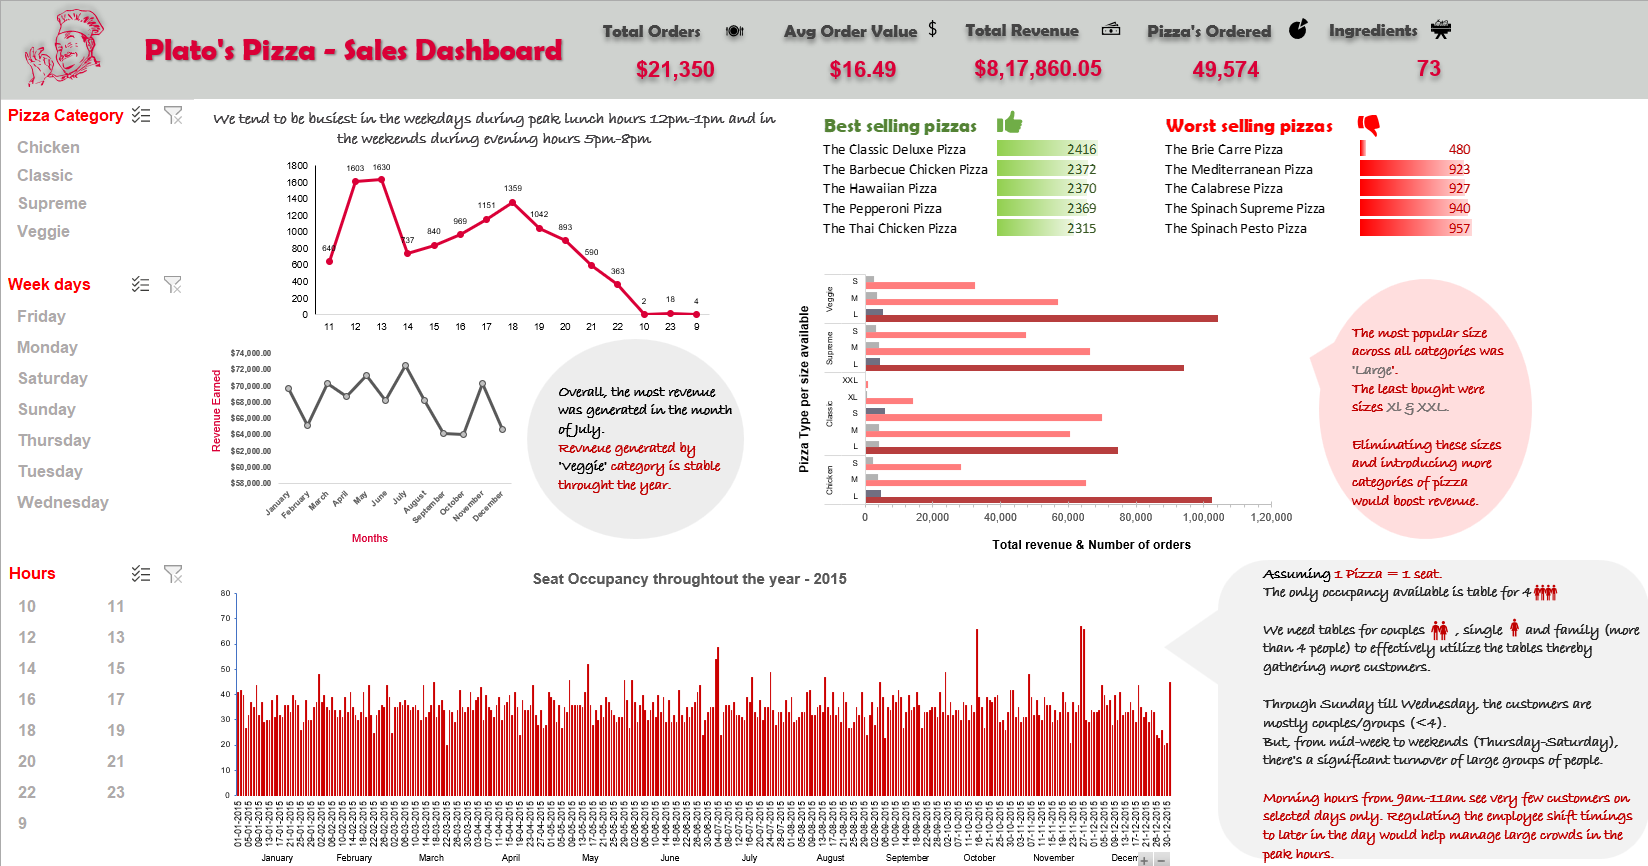 Plato's Pizza - Sales Dashboard
Total Orders
$21,350
Avg Order Value
$16.49
Total Revenue
$8,17,860.05
Pizza's Ordered
49,574
Ingredients
73
Pizza Category
Chicken
Classic
Supreme
Veggie
Week days
Friday
Monday
Saturday
Sunday
Thursday
Tuesday
Wednesday
Hours
10 11
12 13
14 15
16 17
18 19
20 21
22 23
9
We tend to be busiest in the weekdays during peak lunch hours 12pm-1pm and in
the weekends during evening hours 5pm-8pm
1800
1600
1400
1200
1000
800
600
400
200
0
1603 1630 737 840 969 1151 1359 1042 893 590 363 2 18 4
11 12 13 14 15 16 17 18 19 20 21 22 10 23 9
Revenue Earned
$74,000.00
$72,000.00
$70,000.00
$68,000.00
$66,000.00
$64,000.00
$62,000.00
$60,000.00
$58,000.00
January February March April May June July August September October November December
Months
Overall, the most revenue
was generated in the month
of July.
Revneue generated by
'Veggie' category is stable
throught the year.
Best selling pizzas
The Classic Deluxe Pizza 2416
The Barbecue Chicken Pizza 2372
The Hawaiian Pizza 2370
The Pepperoni Pizza 2369
The Thai Chicken Pizza 2315
Worst selling pizzas
The Brie Carre Pizza 480
The Mediterranean Pizza 923
The Calabrese Pizza 927
The Spinach Supreme Pizza 940
The Spinach Pesto Pizza 957
Pizza Type per size available
Veggie
S
M
L
Supreme
S
M
L
Classic
XXL
XL
S
M
L
Chicken
S
M
L
0 20,000 40,000 60,000 80,000 1,00,000 1,20,000
Total revenue & Number of orders
The most popular size
across all categories was
'Large'.
The least bought were
sizes Xl & XXL.
Eliminating these sizes
and introducing more
categories of pizza
would boost revenue.
Seat Occupancy throughtout the year - 2015
80
70
60
50
40
30
20
10
0
January February March April May June July August September October November Decem
Assuming 1 Pizza = 1 seat.
The only occupancy available is table for 4
We need tables for couples , single and family (more
than 4 people) to effectively utilize the tables thereby
gathering more customers.
Through Sunday till Wednesday, the customers are
mostly couples/groups (<4).
But, from mid-week to weekends (Thursday-Saturday),
there's a significant turnover of large groups of people.
Morning hours from 9am-11am see very few customers on
selected days only. Regulating the employee shift timings
to later in the day would help manage large crowds in the
peak hours.